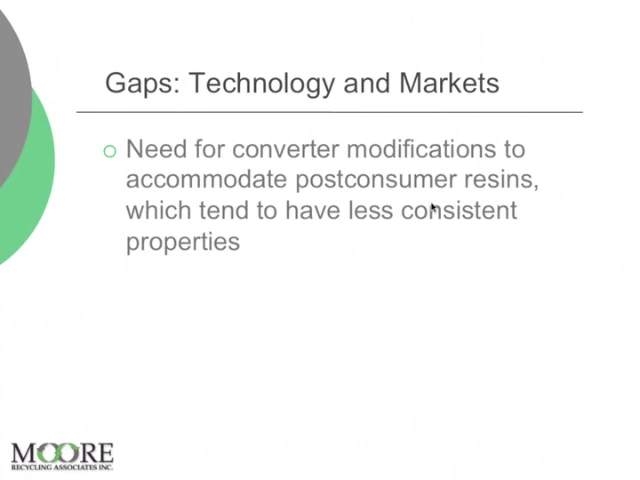 Gaps: Technology and Markets
Need for converter modifications to
accommodate postconsumer resins,
which tend to have less consistent
properties
MOORE
RECYCLING ASSOCIATES INC.